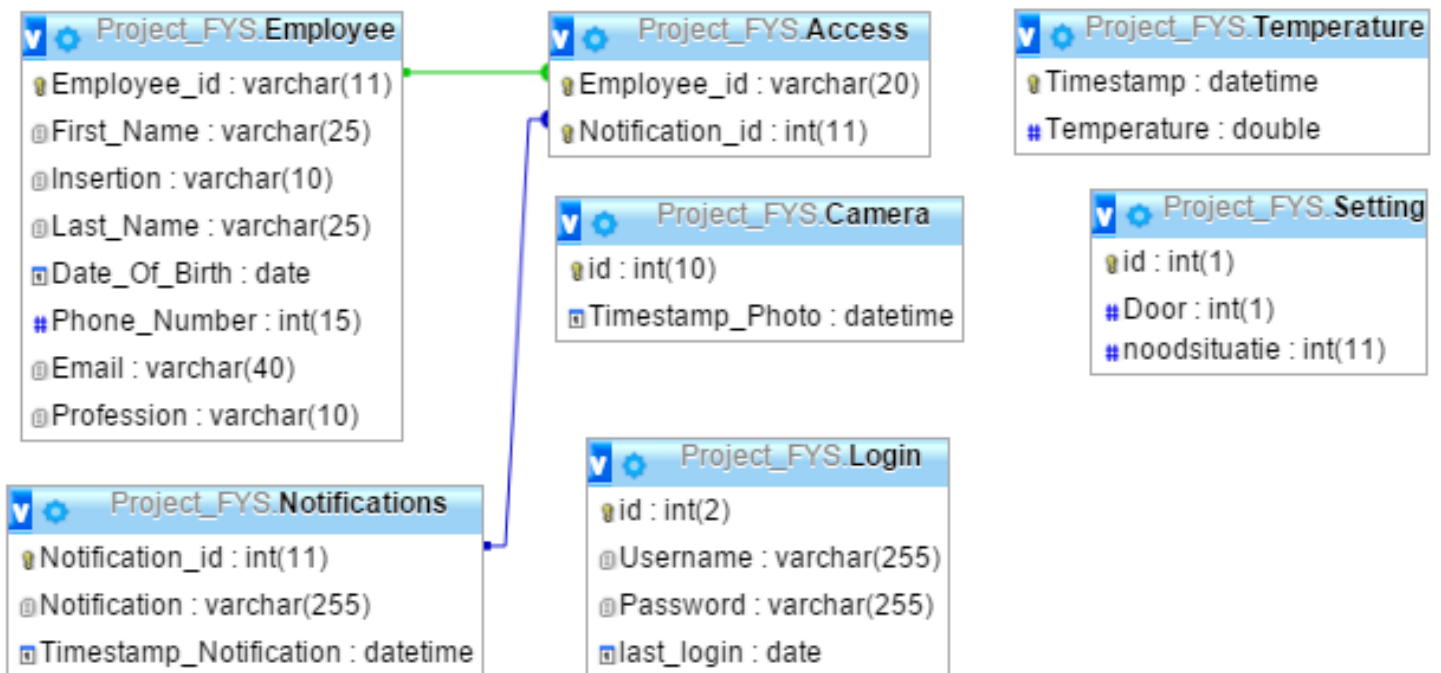 Project_FYS.Employee
Employee_id : varchar(11)
First_Name : varchar(25)
Insertion : varchar(10)
Last_Name : varchar(25)
Date_Of_Birth : date
Phone_Number : int(15)
Email : varchar(40)
Profession : varchar(10)
Project_FYS.Access
Employee_id : varchar(20)
Notification_id : int(11)
Project_FYS.Temperature
Timestamp : datetime
Temperature : double
Project_FYS.Camera
id : int(10)
Timestamp_Photo : datetime
Project_FYS.Setting
id : int(1)
Door : int(1)
noodsituatie : int(11)
Project_FYS.Notifications
Notification_id : int(11)
Notification : varchar(255)
Timestamp_Notification : datetime
Project_FYS.Login
id : int(2)
Username : varchar(255)
Password : varchar(255)
last_login : date